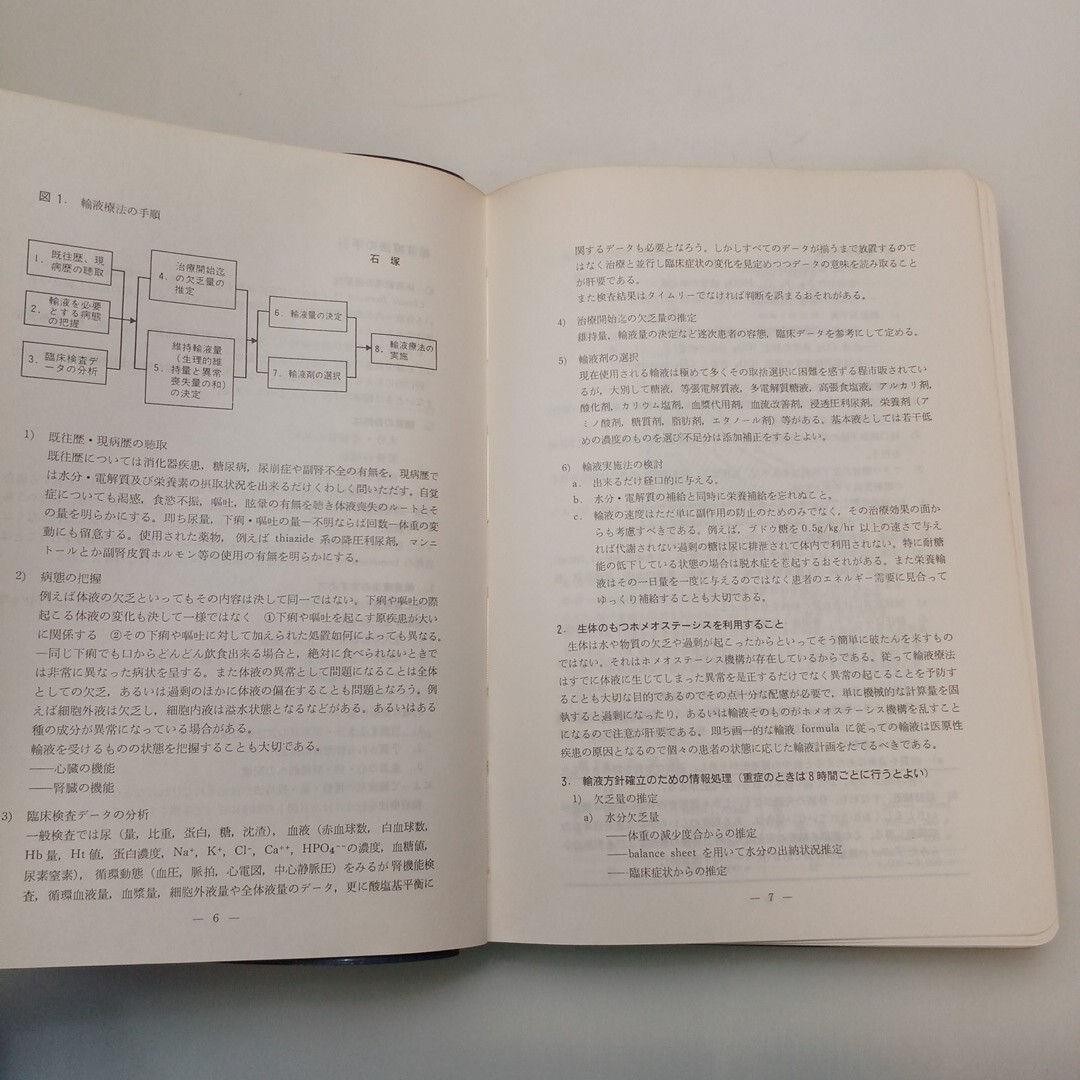 図 1. 輸液療法の手順
石 塚
1. 既往歴、現
病歴の聴取
2. 輸液を必要
とする病態
の把握
3. 臨床検査デ
ータの分析
治療開始迄
4. の欠乏量の
推定
維持輸液量
(生理的維
5. 持量と異常
喪失量の和)
の決定
6. 輸液量の決定
7. 輸液剤の選択
8. 輸液療法の
実施
1) 既往歴・現病歴の聴取
既往歴については消化器疾患, 糖尿病, 尿崩症や副腎不全の有無を, 現病歴で
は水分・電解質及び栄養素の摂取状況を出来るだけくわしく問いただす。自覚
症についても渇感, 食慾不振, 嘔吐, 眩暈の有無を聴き体液喪失のルートとそ
の量を明らかにする。即ち尿量, 下痢・嘔吐の量―不明ならば回数―体重の変
動にも留意する。使用された薬物, 例えば thiazide 系の降圧利尿剤, マンニ
トールとか副腎皮質ホルモン等の使用の有無を明らかにする。
2) 病態の把握
例えば体液の欠乏といってもその内容は決して同一ではない。下痢や嘔吐の際
起こる体液の変化も決して一様ではなく ①下痢や嘔吐を起こす原疾患が大い
に関係する ②その下痢や嘔吐に対して加えられた処置如何によっても異なる。
―同じ下痢でも口からどんどん飲食出来る場合と, 絶対に食べられないときで
は非常に異なった病状を呈する。また体液の異常として問題になることは全体
としての欠乏, あるいは過剰のほかに体液の偏在することも問題となろう。例
えば細胞外液は欠乏し, 細胞内液は溢水状態となるなどがある。あるいはある
種の成分が異常になっている場合がある。
輸液を受けるものの状態を把握することも大切である。
――心臓の機能
――腎臓の機能
3) 臨床検査データの分析
一般検査では尿 (量, 比重, 蛋白, 糖, 沈渣), 血液 (赤血球数, 白血球数,
Hb 量, Ht 値, 蛋白濃度, Na⁺, K⁺, Cl⁻, Ca⁺⁺, HPO₄⁻⁻の濃度, 血糖値,
尿素窒素), 循環動態 (血圧, 脈拍, 心電図, 中心静脈圧) をみるが腎機能検
査, 循環血液量, 血漿量, 細胞外液量や全体液量のデータ, 更に酸塩基平衡に
― 6 ―
関するデータも必要となろう。しかしすべてのデータが揃うまで放置するので
はなく治療と並行し臨床症状の変化を見定めつつデータの意味を読み取ること
が肝要である。
また検査結果はタイムリーでなければ判断を誤まるおそれがある。
4) 治療開始迄の欠乏量の推定
維持量, 輸液量の決定など逐次患者の容態, 臨床データを参考にして定める。
5) 輸液剤の選択
現在使用される輸液は極めて多くその取捨選択に困難を感ずる程市販されてい
るが, 大別して糖液, 等張電解質液, 多電解質糖液, 高張食塩液, アルカリ剤,
酸化剤, カリウム塩剤, 血漿代用剤, 血流改善剤, 浸透圧利尿剤, 栄養剤 (ア
ミノ酸剤, 糖質剤, 脂肪剤, エタノール剤) 等がある。基本液としては若干低
めの濃度のものを選び不足分は添加補正をするとよい。
6) 輸液実施法の検討
a. 出来るだけ経口的に与える。
b. 水分・電解質の補給と同時に栄養補給を忘れぬこと。
c. 輸液の速度はただ単に副作用の防止のためのみでなく, その治療効果の面か
らも考慮すべきである。例えば, ブドウ糖を 0.5g/kg/hr 以上の速さで与え
れば代謝されない過剰の糖は尿に排泄されて体内で利用されない。特に耐糖
能の低下している状態の場合は脱水症を惹起するおそれがある。また栄養輸
液はその一日量を一度に与えるのではなく患者のエネルギー需要に見合って
ゆっくり補給することも大切である。
2. 生体のもつホメオステーシスを利用すること
生体は水や物質の欠乏や過剰が起こったからといってそう簡単に破たんを来すもの
ではない。それはホメオステーシス機構が存在しているからである。従って輸液療法
はすでに体液に生じてしまった異常を是正するだけでなく異常の起こることを予防す
ることも大切な目的であるのでその点十分な配慮が必要で, 単に機械的な計算量を固
執すると過剰になったり, あるいは輸液そのものがホメオステーシス機構を乱すこと
になるので注意が肝要である。即ち画一的な輸液 formula に従っての輸液は医原性
疾患の原因となるので個々の患者の状態に応じた輸液計画をたてるべきである。
3. 輸液方針確立のための情報処理 (重症のときは8時間ごとに行うとよい)
1) 欠乏量の推定
a) 水分欠乏量
――体重の減少度合からの推定
――balance sheet を用いて水分の出納状況推定
――臨床症状からの推定
― 7 ―